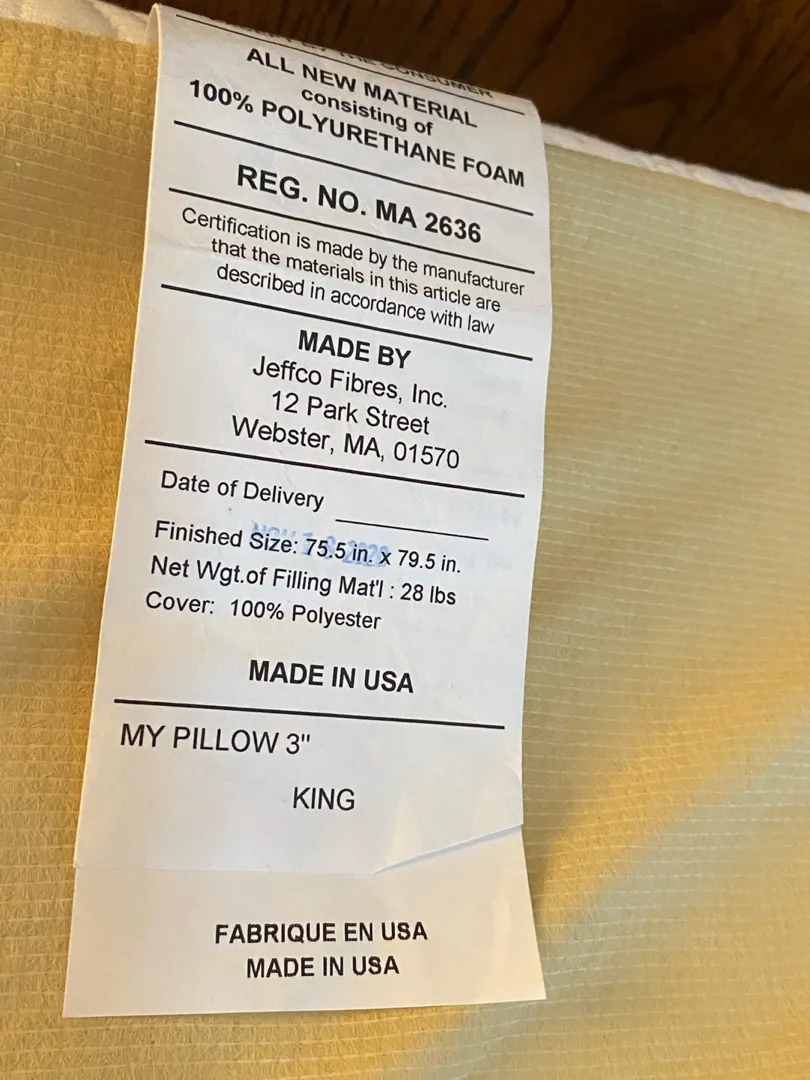 BY THE CONSUMER
ALL NEW MATERIAL
consisting of
100% POLYURETHANE FOAM
REG. NO. MA 2636
Certification is made by the manufacturer
that the materials in this article are
described in accordance with law
MADE BY
Jeffco Fibres, Inc.
12 Park Street
Webster, MA, 01570
Date of Delivery
Finished Size: 75.5 in. x 79.5 in.
Net Wgt.of Filling Mat'l : 28 lbs
Cover: 100% Polyester
MADE IN USA
MY PILLOW 3"
KING
FABRIQUE EN USA
MADE IN USA